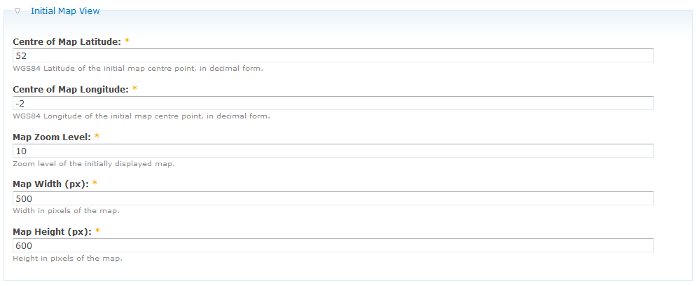 Initial Map View
Centre of Map Latitude: *
52
WGS84 Latitude of the initial map centre point, in decimal form.
Centre of Map Longitude: *
-2
WGS84 Longitude of the initial map centre point, in decimal form.
Map Zoom Level: *
10
Zoom level of the initially displayed map.
Map Width (px): *
500
Width in pixels of the map.
Map Height (px): *
600
Height in pixels of the map.